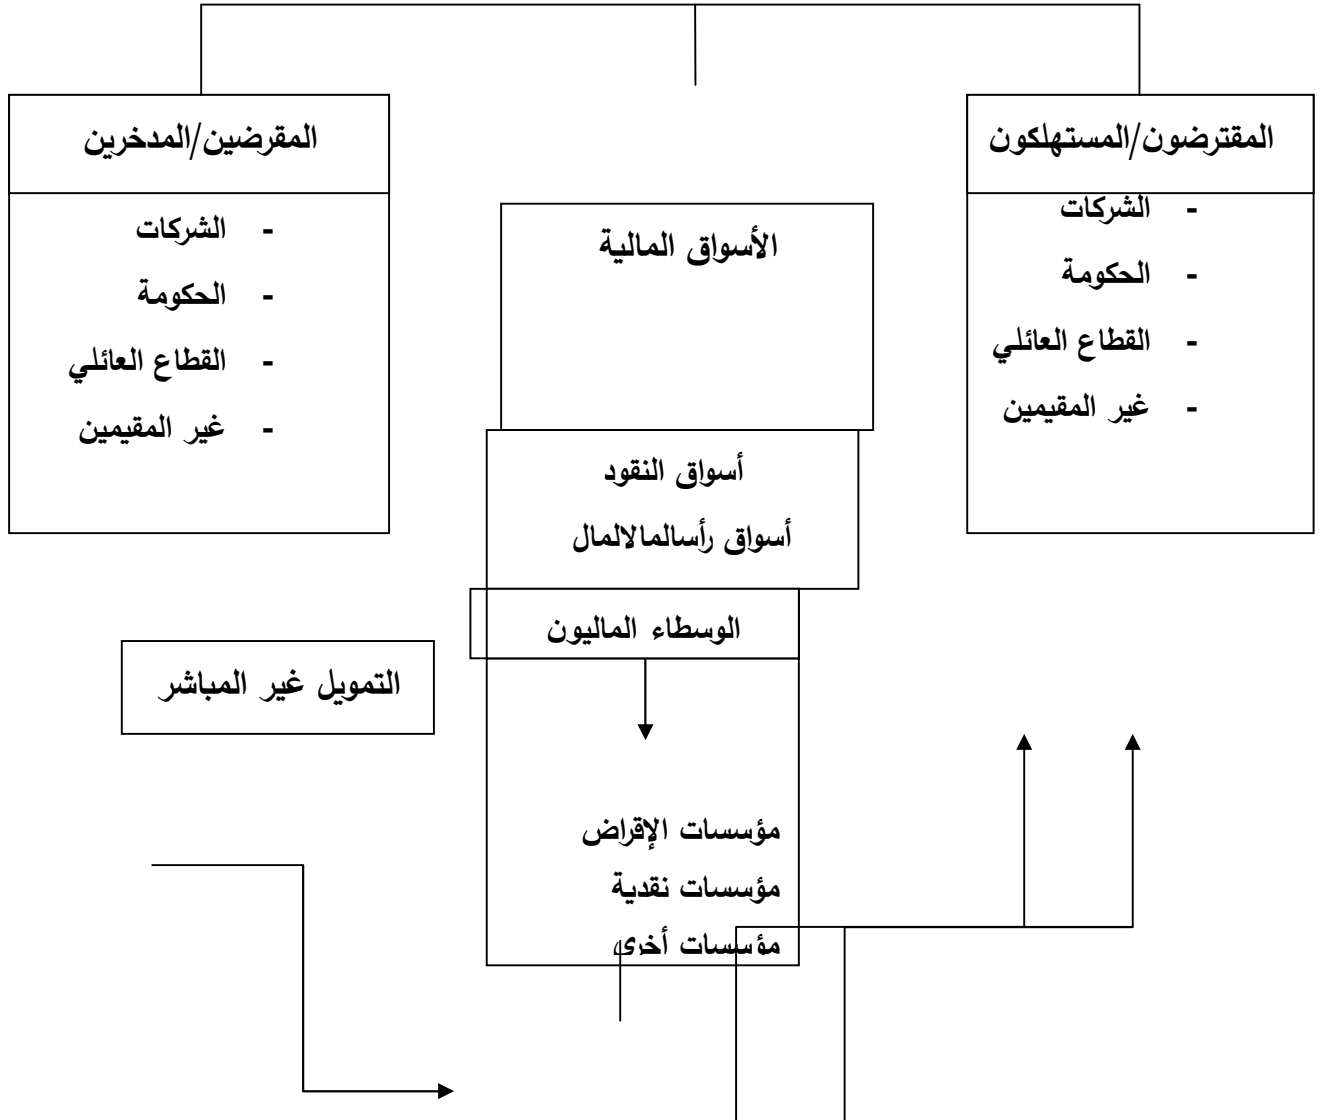 المقترضون/المستهلكون
- الشركات
- الحكومة
- القطاع العائلي
- غير المقيمين
الأسواق المالية
أسواق النقود
أسواق رأسالمالالمال
الوسطاء الماليون
مؤسسات الإقراض
مؤسسات نقدية
مؤسسات أخرى
المقرضين/المدخرين
- الشركات
- الحكومة
- القطاع العائلي
- غير المقيمين
التمويل غير المباشر